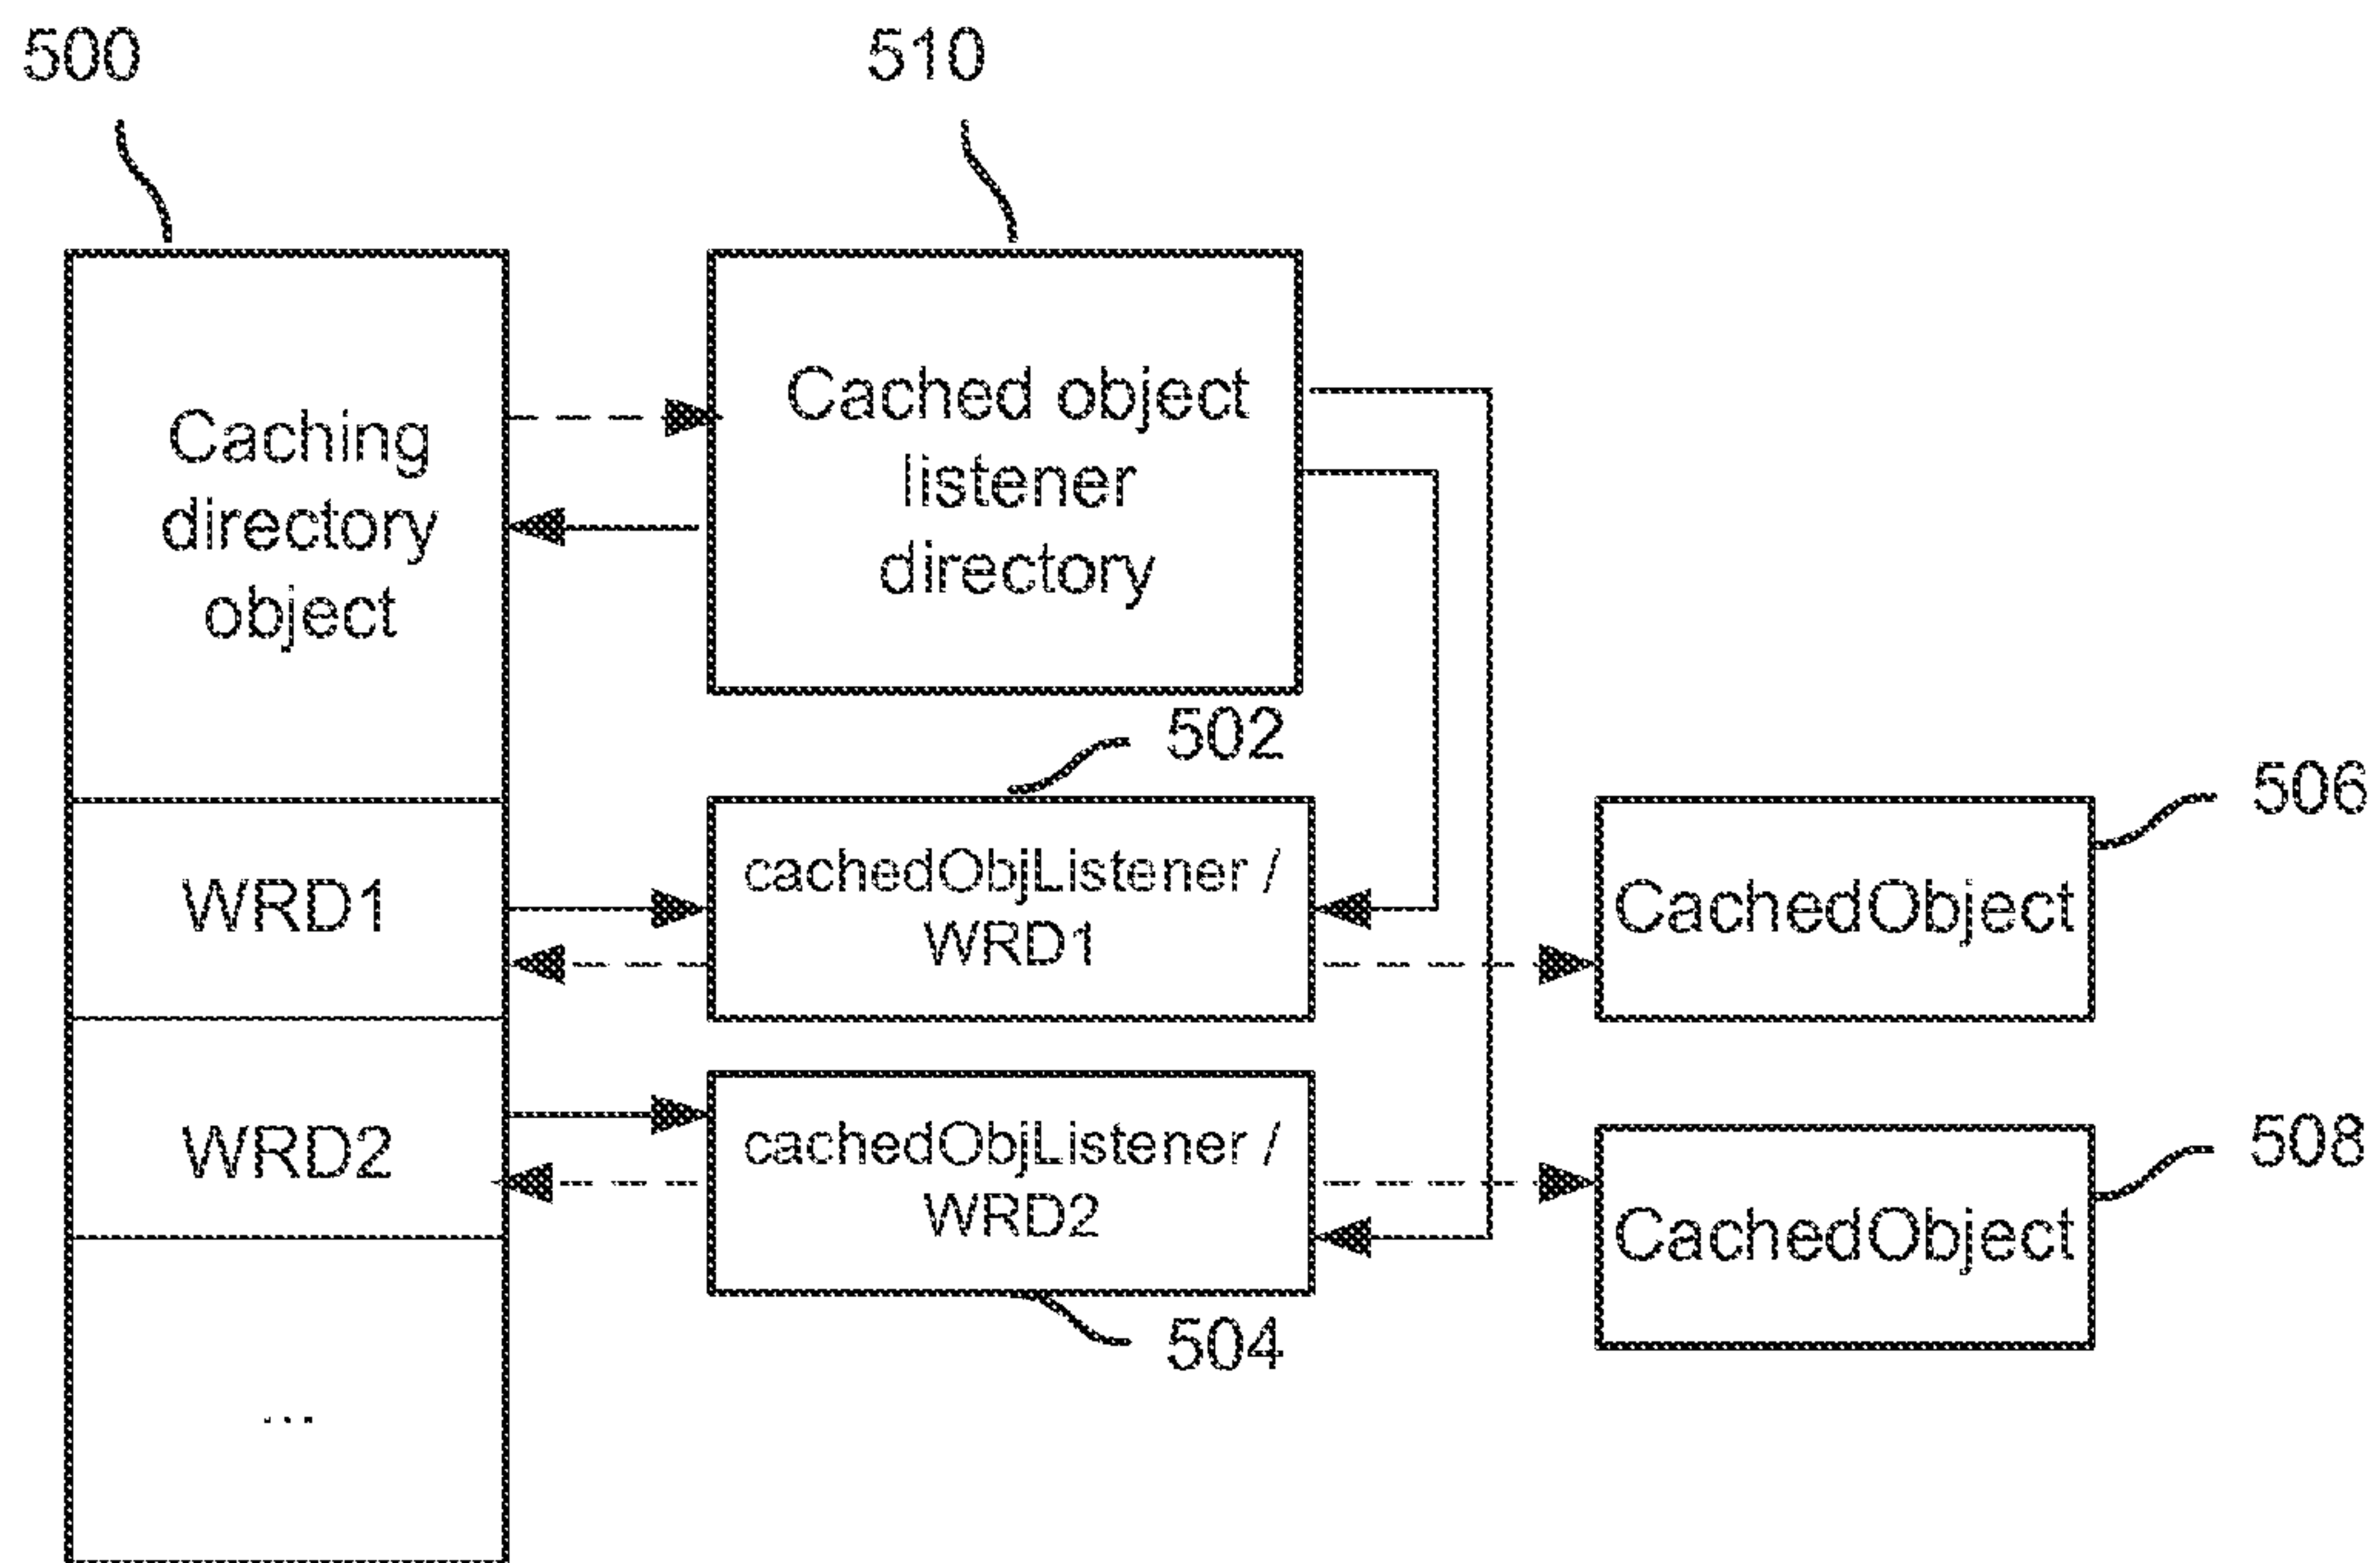 500
510
Caching
directory
object
Cached object
listener
directory
502
506
WRD1
cachedObjListener /
WRD1
CachedObject
WRD2
cachedObjListener /
WRD2
508
CachedObject
504
...